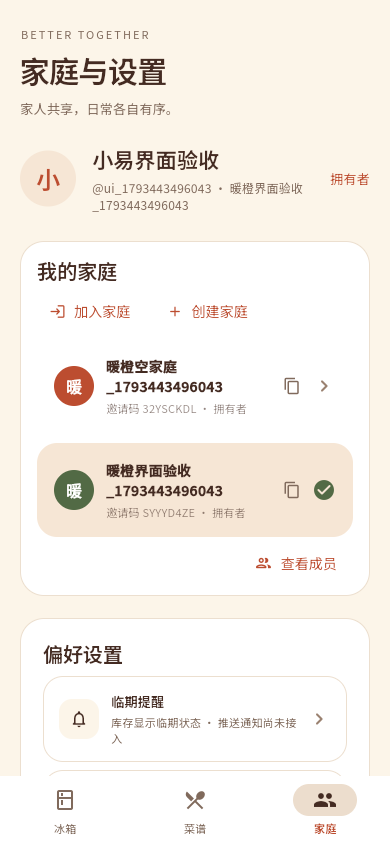 BETTER TOGETHER
家庭与设置
家人共享，日常各自有序。
小
小易界面验收
@ui_1793443496043 • 暖橙界面验收
_1793443496043
拥有者
我的家庭
加入家庭
创建家庭
暖
暖橙空家庭
_1793443496043
邀请码 32YSCKDL • 拥有者
暖
暖橙界面验收
_1793443496043
邀请码 SYYYD4ZE • 拥有者
查看成员
偏好设置
临期提醒
库存显示临期状态 • 推送通知尚未接
入
冰箱
菜谱
家庭